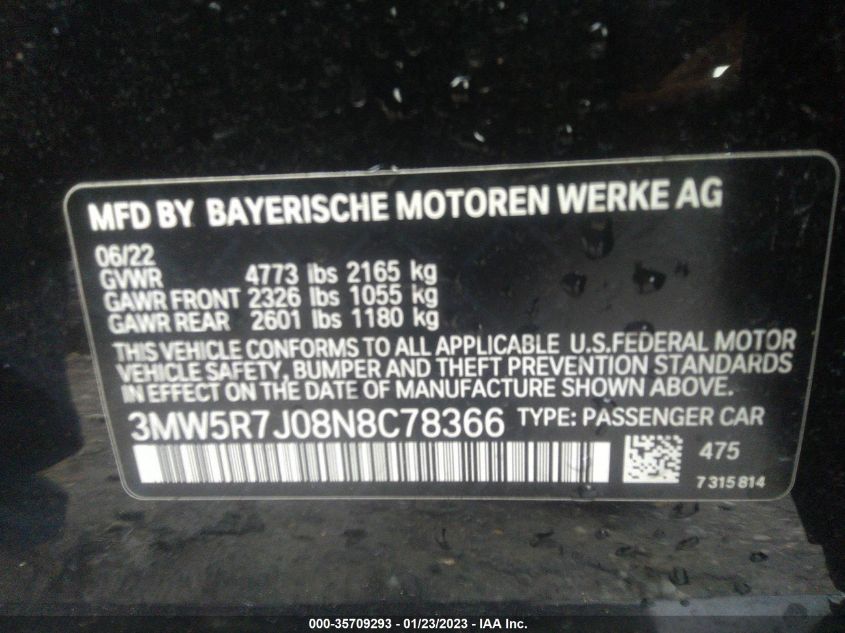 MFD BY BAYERISCHE MOTOREN WERKE AG
06/22
GVWR 4773 lbs 2165 kg
GAWR FRONT 2326 lbs 1055 kg
GAWR REAR 2601 lbs 1180 kg
THIS VEHICLE CONFORMS TO ALL APPLICABLE U.S.FEDERAL MOTOR
VEHICLE SAFETY, BUMPER AND THEFT PREVENTION STANDARDS
IN EFFECT ON THE DATE OF MANUFACTURE SHOWN ABOVE.
3MW5R7J08N8C78366 TYPE: PASSENGER CAR
475
7 315 814
000-35709293 - 01/23/2023 - IAA Inc.